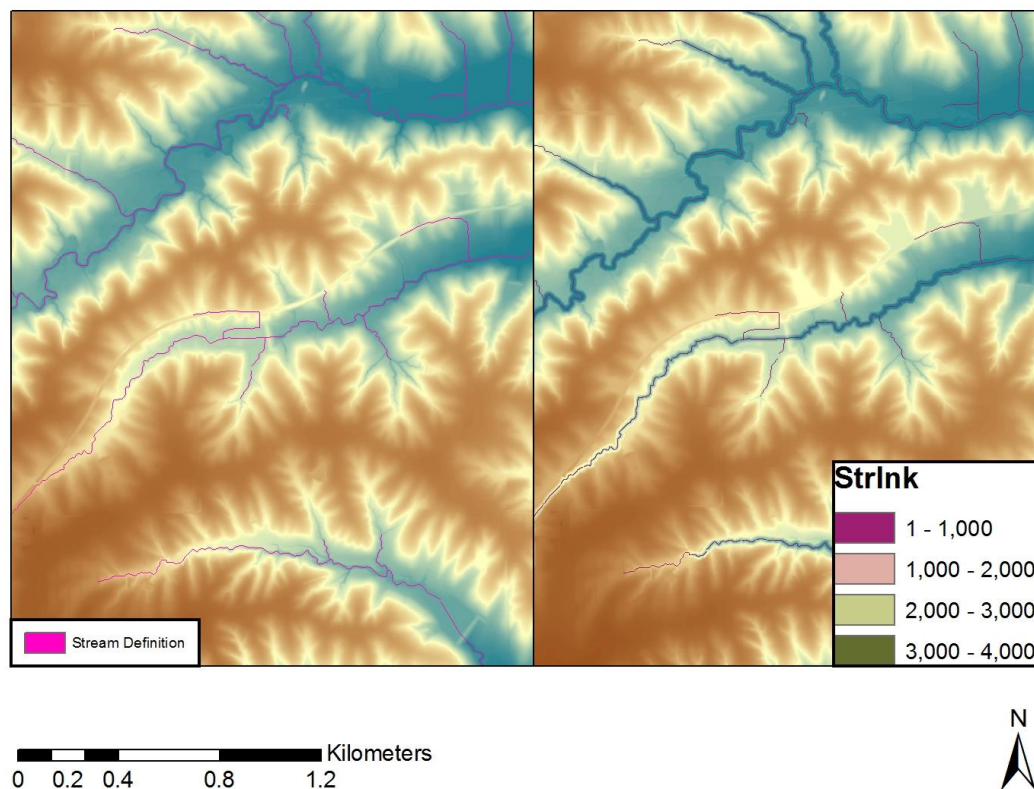 StrlNk
1 - 1,000
1,000 - 2,000
2,000 - 3,000
3,000 - 4,000
Stream Definition
Kilometers
0 0.2 0.4 0.8 1.2
N